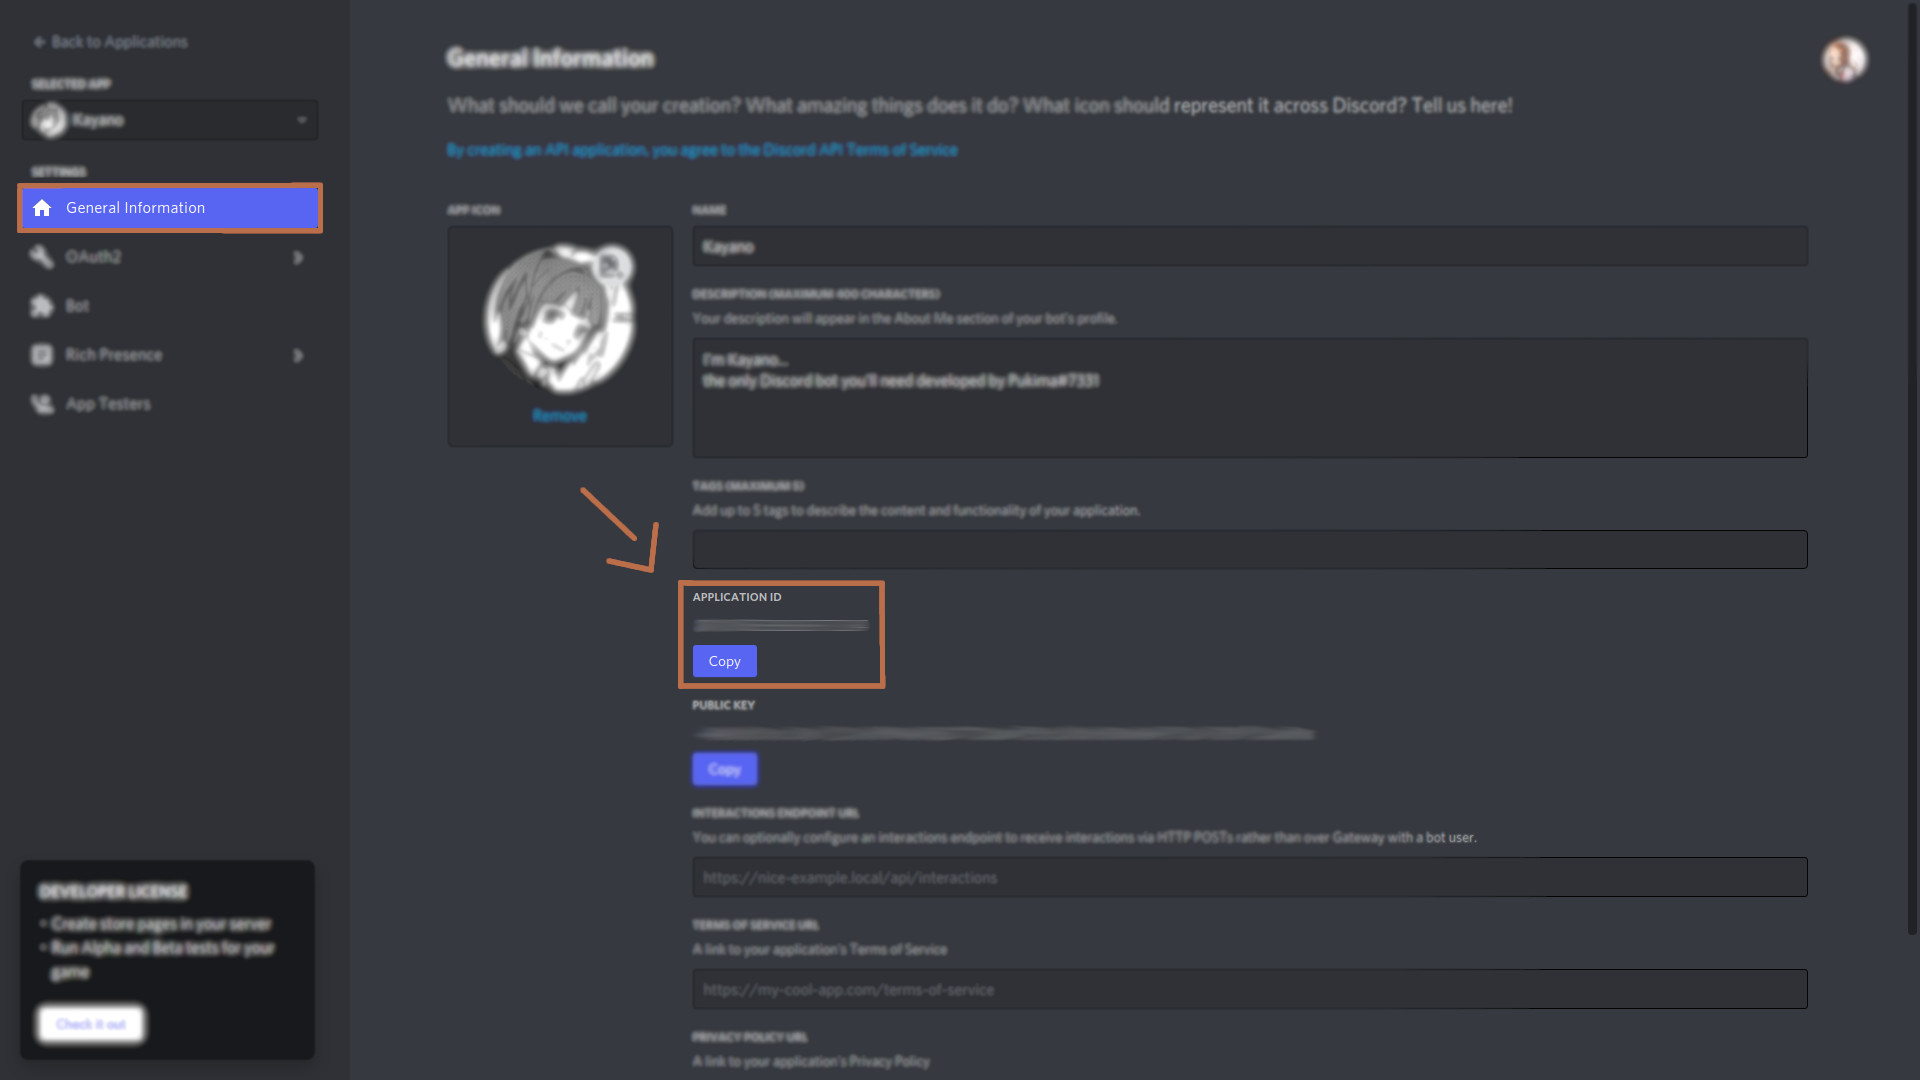 Back to Applications
SELECTED APP
Kayano
SETTINGS
General Information
OAuth2
Bot
Rich Presence
App Testers
DEVELOPER LICENSE
Create store pages in your server
Run Alpha and Beta tests for your
game
Check it out
General Information
What should we call your creation? What amazing things does it do? What icon should represent it across Discord? Tell us here!
By creating an API application, you agree to the Discord API Terms of Service
APP ICON
Remove
NAME
Kayano
DESCRIPTION (MAXIMUM 400 CHARACTERS)
Your description will appear in the About Me section of your bot's profile.
I'm Kayano...
the only Discord bot you'll need developed by Pukima#7331
TAGS (MAXIMUM 5)
Add up to 5 tags to describe the content and functionality of your application.
APPLICATION ID
Copy
PUBLIC KEY
Copy
INTERACTIONS ENDPOINT URL
You can optionally configure an interactions endpoint to receive interactions via HTTP POSTs rather than over Gateway with a bot user.
https://nice-example.local/api/interactions
TERMS OF SERVICE URL
A link to your application's Terms of Service
https://my-cool-app.com/terms-of-service
PRIVACY POLICY URL
A link to your application's Privacy Policy